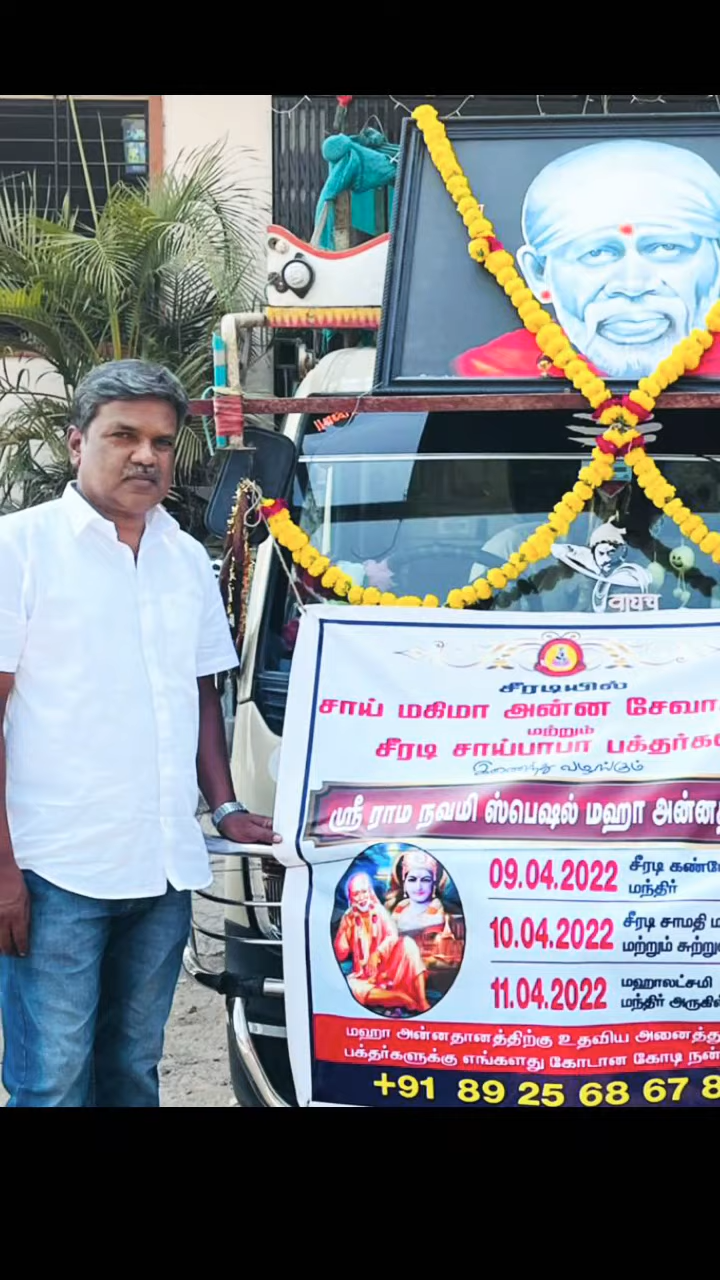 சீரடியில்
சாய் மகிமா அன்ன சேவா
மற்றும்
சீரடி சாய்பாபா பக்தர்கள்
இணைந்து வழங்கும்
ஸ்ரீ ராம நவமி ஸ்பெஷல் மஹா அன்ன
09.04.2022 சீரடி
மந்திர்
10.04.2022 சீரடி சாமதி
மற்றும்
11.04.2022 மஹாலட்சுமி
மந்திர் அருகில்
மஹா அன்னதானத்திற்கு உதவிய அனைத்து
பக்தர்களுக்கு எங்களது கோடான கோடி
+91 89 25 68 67 8